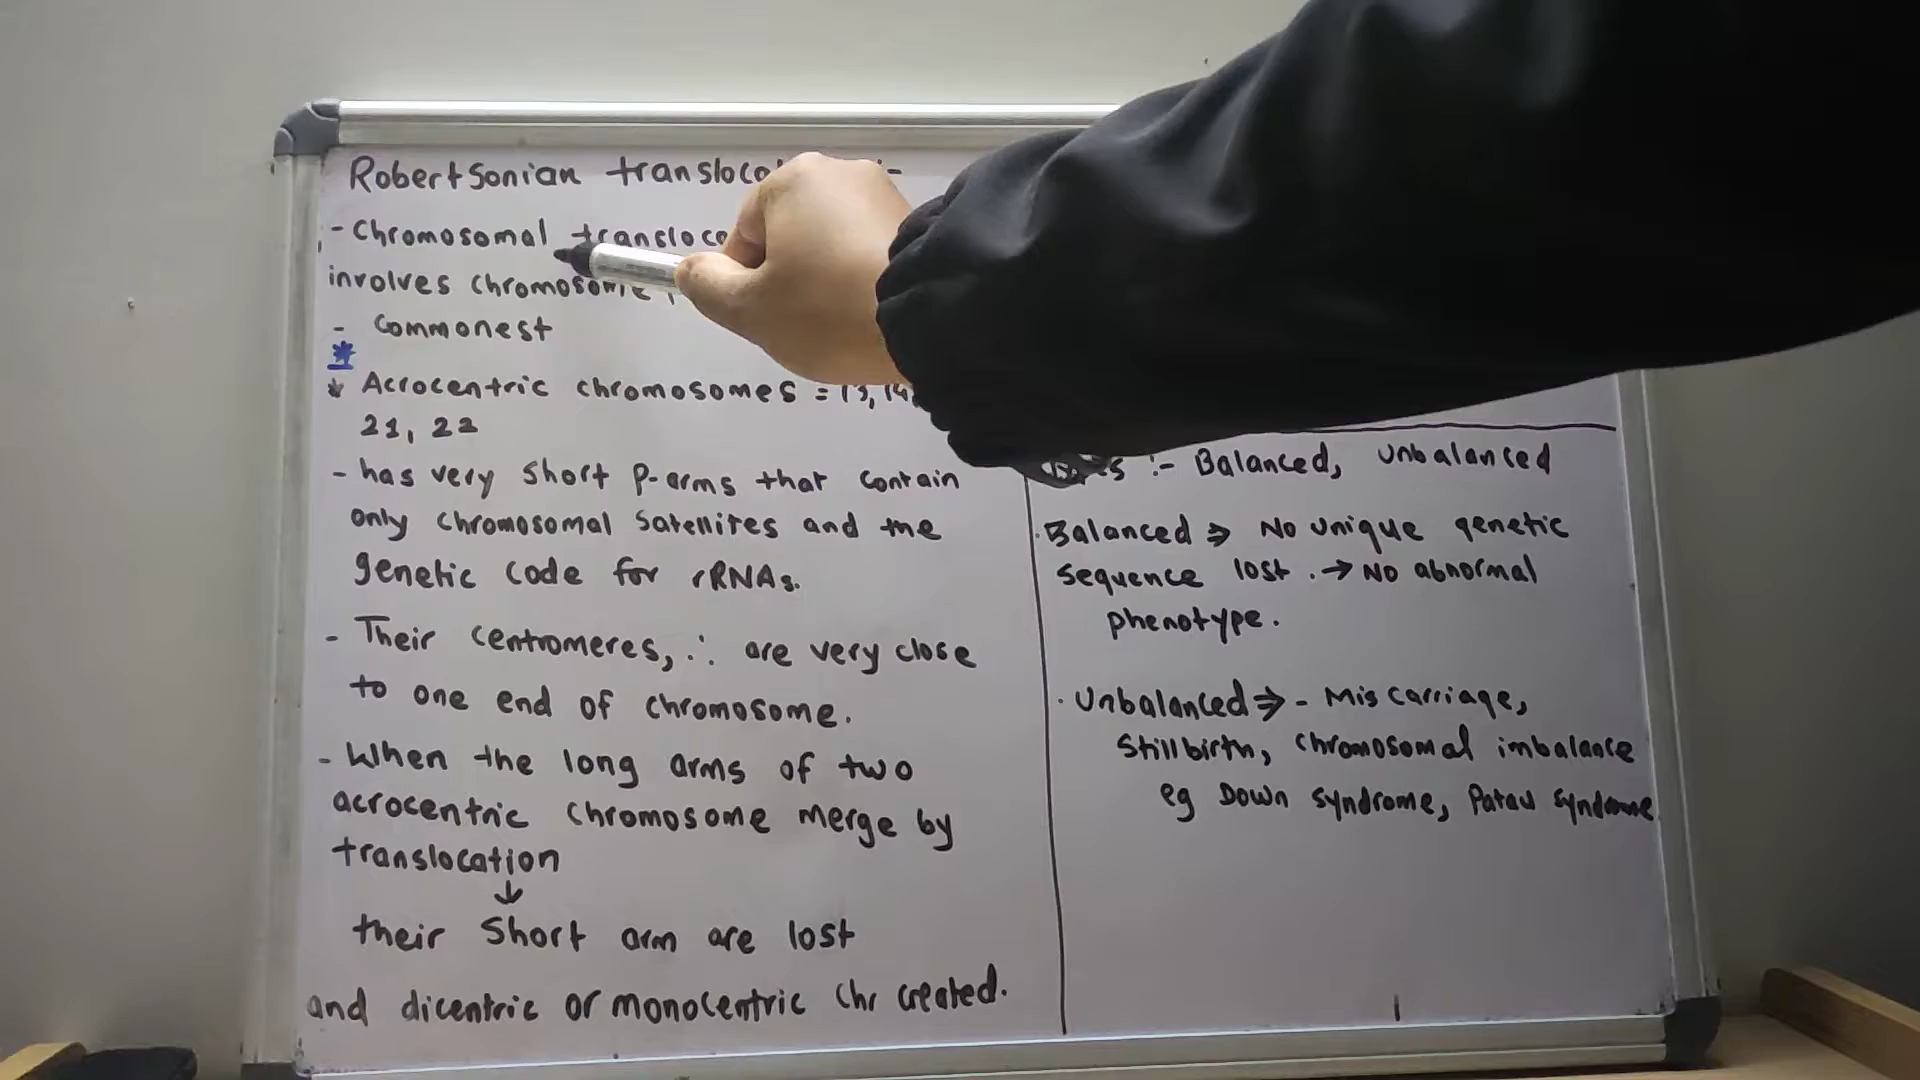 Robertsonian
- Chromosomal
involves chromosome
- Commonest
*
* Acrocentric chromosomes = 13, 14,
21, 22
- has very short P-arms that contain
only chromosomal satellites and the
genetic code for rRNAs.
- Their centromeres, ∴ are very close
to one end of chromosome.
- When the long arms of two
acrocentric chromosome merge by
translocation
↓
their short arm are lost
and dicentric or monocentric chr created.
:- Balanced, unbalanced
. Balanced ⇒ No unique genetic
sequence lost . → No abnormal
phenotype.
. Unbalanced ⇒ - Miscarriage,
Stillbirth, chromosomal imbalance
eg Down syndrome, Patau syndrome